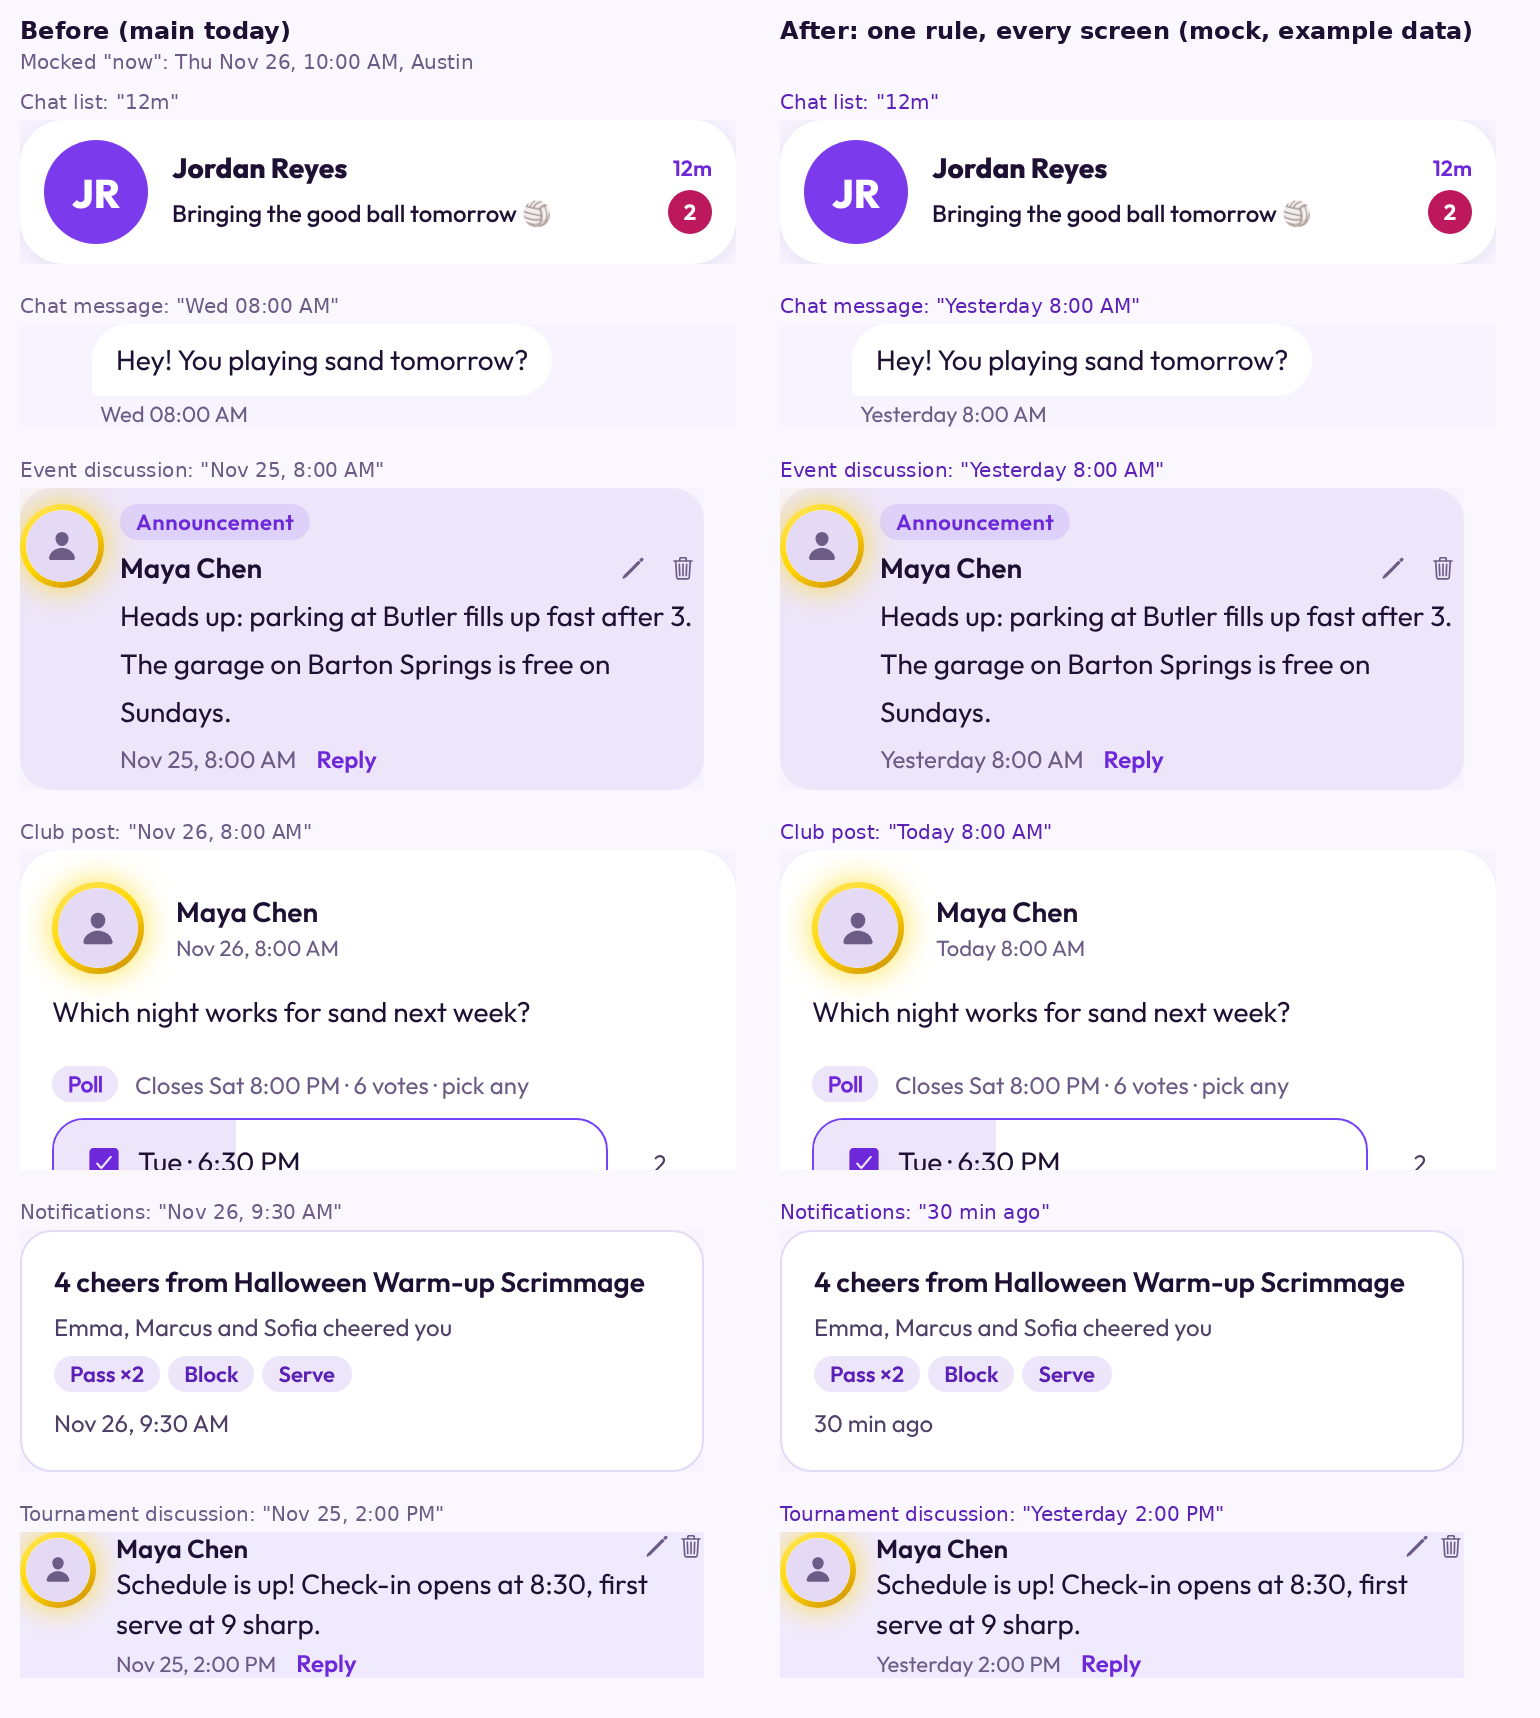 Before (main today)
Mocked "now": Thu Nov 26, 10:00 AM, Austin
Chat list: "12m"
JR
Jordan Reyes
12m
Bringing the good ball tomorrow 🏐
2
Chat message: "Wed 08:00 AM"
Hey! You playing sand tomorrow?
Wed 08:00 AM
Event discussion: "Nov 25, 8:00 AM"
Announcement
Maya Chen
Heads up: parking at Butler fills up fast after 3.
The garage on Barton Springs is free on
Sundays.
Nov 25, 8:00 AM Reply
Club post: "Nov 26, 8:00 AM"
Maya Chen
Nov 26, 8:00 AM
Which night works for sand next week?
Poll Closes Sat 8:00 PM · 6 votes · pick any
Tue · 6:30 PM 2
Notifications: "Nov 26, 9:30 AM"
4 cheers from Halloween Warm-up Scrimmage
Emma, Marcus and Sofia cheered you
Pass ×2 Block Serve
Nov 26, 9:30 AM
Tournament discussion: "Nov 25, 2:00 PM"
Maya Chen
Schedule is up! Check-in opens at 8:30, first
serve at 9 sharp.
Nov 25, 2:00 PM Reply
After: one rule, every screen (mock, example data)
Chat list: "12m"
JR
Jordan Reyes
12m
Bringing the good ball tomorrow 🏐
2
Chat message: "Yesterday 8:00 AM"
Hey! You playing sand tomorrow?
Yesterday 8:00 AM
Event discussion: "Yesterday 8:00 AM"
Announcement
Maya Chen
Heads up: parking at Butler fills up fast after 3.
The garage on Barton Springs is free on
Sundays.
Yesterday 8:00 AM Reply
Club post: "Today 8:00 AM"
Maya Chen
Today 8:00 AM
Which night works for sand next week?
Poll Closes Sat 8:00 PM · 6 votes · pick any
Tue · 6:30 PM 2
Notifications: "30 min ago"
4 cheers from Halloween Warm-up Scrimmage
Emma, Marcus and Sofia cheered you
Pass ×2 Block Serve
30 min ago
Tournament discussion: "Yesterday 2:00 PM"
Maya Chen
Schedule is up! Check-in opens at 8:30, first
serve at 9 sharp.
Yesterday 2:00 PM Reply